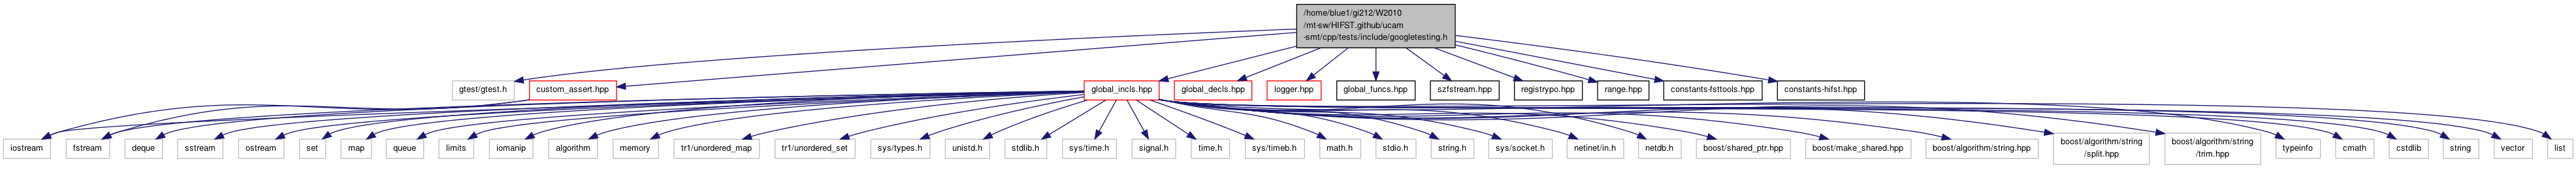 /home/blue1/gi212/W2010
/mt-sw/HIFST.github/ucam
-smt/cpp/tests/include/googletesting.h
gtest/gtest.h
custom_assert.hpp
global_incls.hpp
global_decls.hpp
logger.hpp
global_funcs.hpp
szfstream.hpp
registrypo.hpp
range.hpp
constants-fsttools.hpp
constants-hifst.hpp
iostream
fstream
deque
sstream
ostream
set
map
queue
limits
iomanip
algorithm
memory
tr1/unordered_map
tr1/unordered_set
sys/types.h
unistd.h
stdlib.h
sys/time.h
signal.h
time.h
sys/timeb.h
math.h
stdio.h
string.h
sys/socket.h
netinet/in.h
netdb.h
boost/shared_ptr.hpp
boost/make_shared.hpp
boost/algorithm/string.hpp
boost/algorithm/string
/split.hpp
boost/algorithm/string
/trim.hpp
typeinfo
cmath
cstdlib
string
vector
list